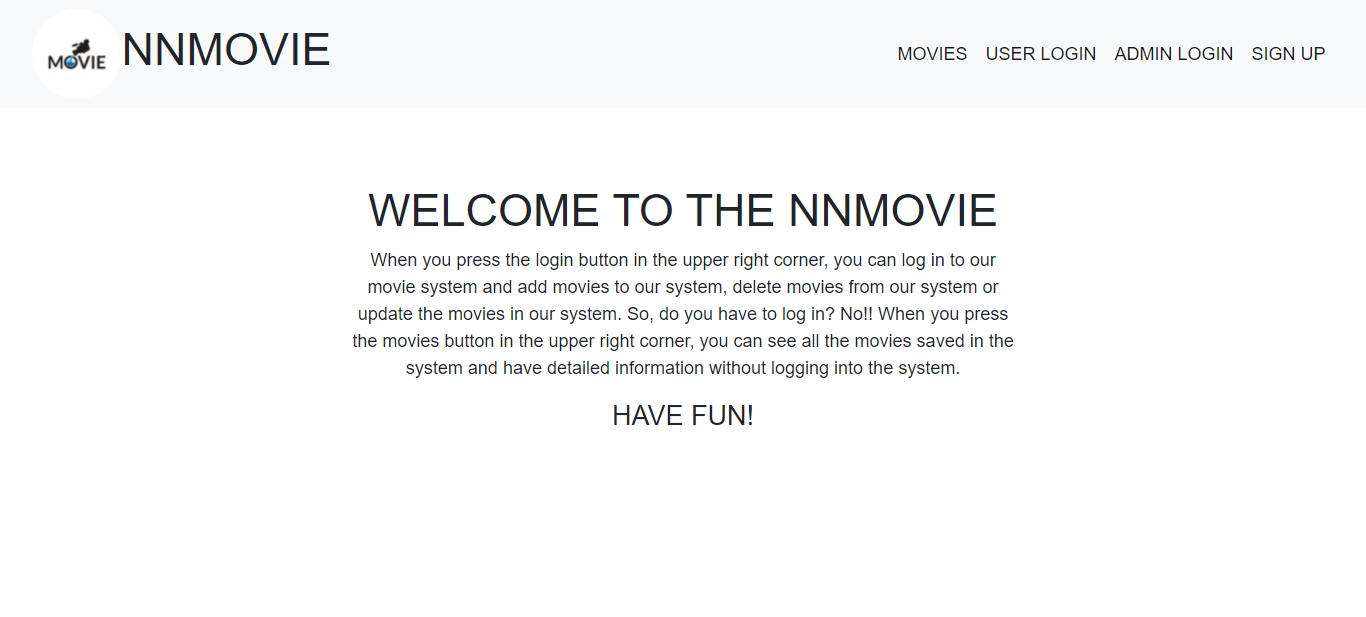 MOVIE
NNMOVIE
MOVIES
USER LOGIN
ADMIN LOGIN
SIGN UP
WELCOME TO THE NNMOVIE
When you press the login button in the upper right corner, you can log in to our
movie system and add movies to our system, delete movies from our system or
update the movies in our system. So, do you have to log in? No!! When you press
the movies button in the upper right corner, you can see all the movies saved in the
system and have detailed information without logging into the system.
HAVE FUN!